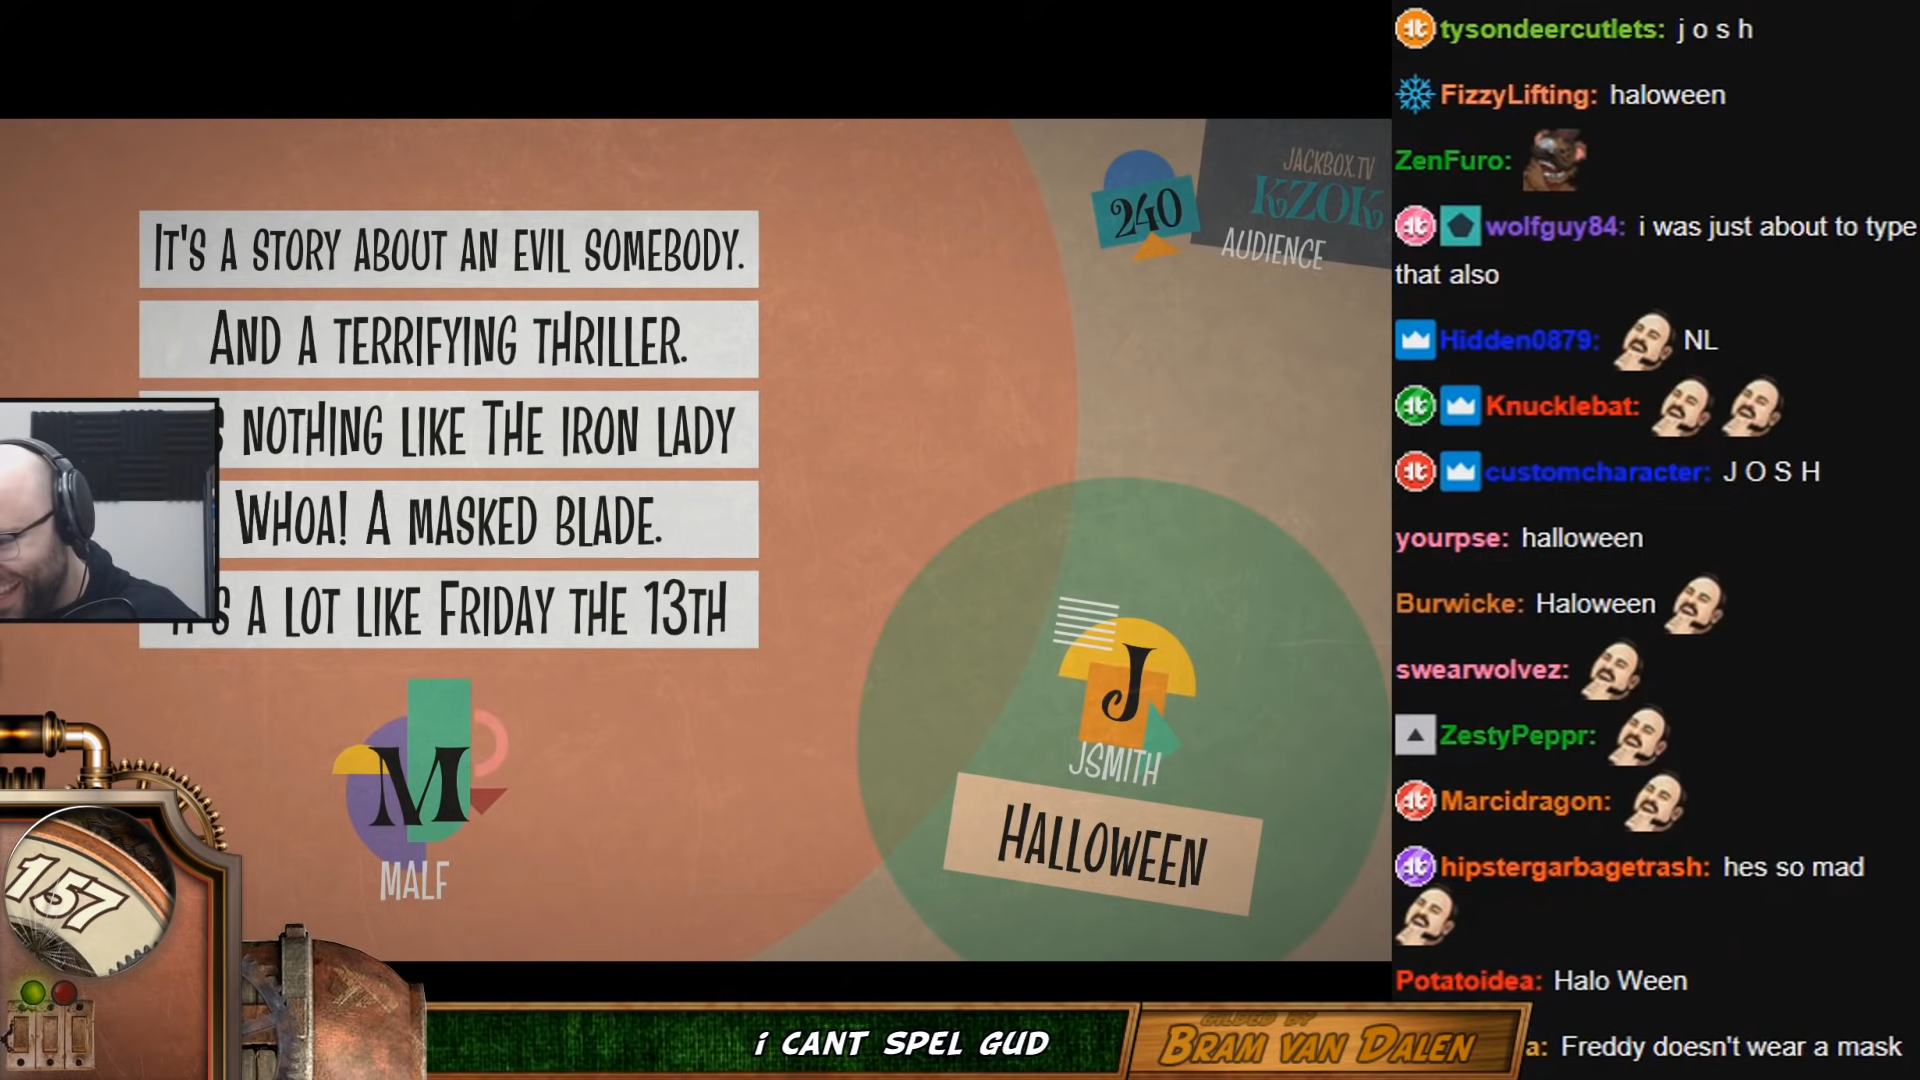 IT'S A STORY ABOUT AN EVIL SOMEBODY.
AND A TERRIFYING THRILLER.
NOTHING LIKE THE IRON LADY
WHOA! A MASKED BLADE.
IT'S A LOT LIKE FRIDAY THE 13TH
240
JACKBOX.TV
KZOK
AUDIENCE
M
MALF
J
JSMITH
HALLOWEEN
157
i CANT SPEL GUD
GILDED BY
BRAM VAN DALEN
tysondeercutlets: j o s h
FizzyLifting: haloween
ZenFuro:
wolfguy84: i was just about to type
that also
Hidden0879: NL
Knucklebat:
customcharacter: J O S H
yourpse: halloween
Burwicke: Haloween
swearwolvez:
ZestyPeppr:
Marcidragon:
hipstergarbagetrash: hes so mad
Potatoidea: Halo Ween
a: Freddy doesn't wear a mask